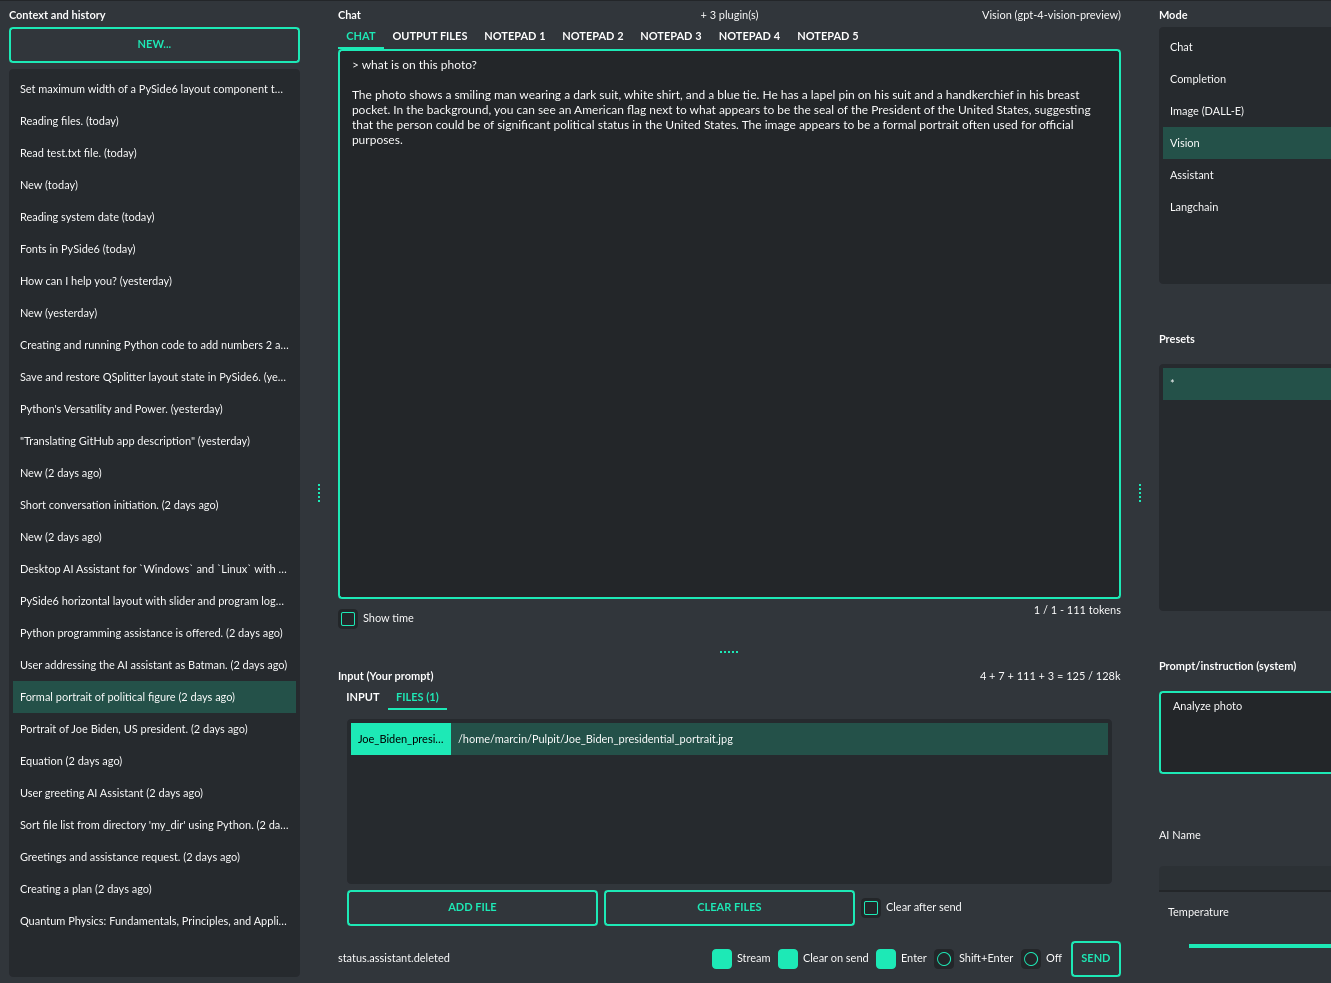 Context and history
NEW...
Set maximum width of a PySide6 layout component t...
Reading files. (today)
Read test.txt file. (today)
New (today)
Reading system date (today)
Fonts in PySide6 (today)
How can I help you? (yesterday)
New (yesterday)
Creating and running Python code to add numbers 2 a...
Save and restore QSplitter layout state in PySide6. (ye...
Python's Versatility and Power. (yesterday)
"Translating GitHub app description" (yesterday)
New (2 days ago)
Short conversation initiation. (2 days ago)
New (2 days ago)
Desktop AI Assistant for `Windows` and `Linux` with ...
PySide6 horizontal layout with slider and program log...
Python programming assistance is offered. (2 days ago)
User addressing the AI assistant as Batman. (2 days ago)
Formal portrait of political figure (2 days ago)
Portrait of Joe Biden, US president. (2 days ago)
Equation (2 days ago)
User greeting AI Assistant (2 days ago)
Sort file list from directory 'my_dir' using Python. (2 da...
Greetings and assistance request. (2 days ago)
Creating a plan (2 days ago)
Quantum Physics: Fundamentals, Principles, and Appli...
Chat + 3 plugin(s) Vision (gpt-4-vision-preview)
CHAT OUTPUT FILES NOTEPAD 1 NOTEPAD 2 NOTEPAD 3 NOTEPAD 4 NOTEPAD 5
> what is on this photo?
The photo shows a smiling man wearing a dark suit, white shirt, and a blue tie. He has a lapel pin on his suit and a handkerchief in his breast
pocket. In the background, you can see an American flag next to what appears to be the seal of the President of the United States, suggesting
that the person could be of significant political status in the United States. The image appears to be a formal portrait often used for official
purposes.
Show time
1 / 1 - 111 tokens
Input (Your prompt) 4 + 7 + 111 + 3 = 125 / 128k
INPUT FILES (1)
Joe_Biden_presi... /home/marcin/Pulpit/Joe_Biden_presidential_portrait.jpg
ADD FILE CLEAR FILES Clear after send
status.assistant.deleted Stream Clear on send Enter Shift+Enter Off SEND
Mode
Chat
Completion
Image (DALL-E)
Vision
Assistant
Langchain
Presets
*
Prompt/instruction (system)
Analyze photo
AI Name
Temperature